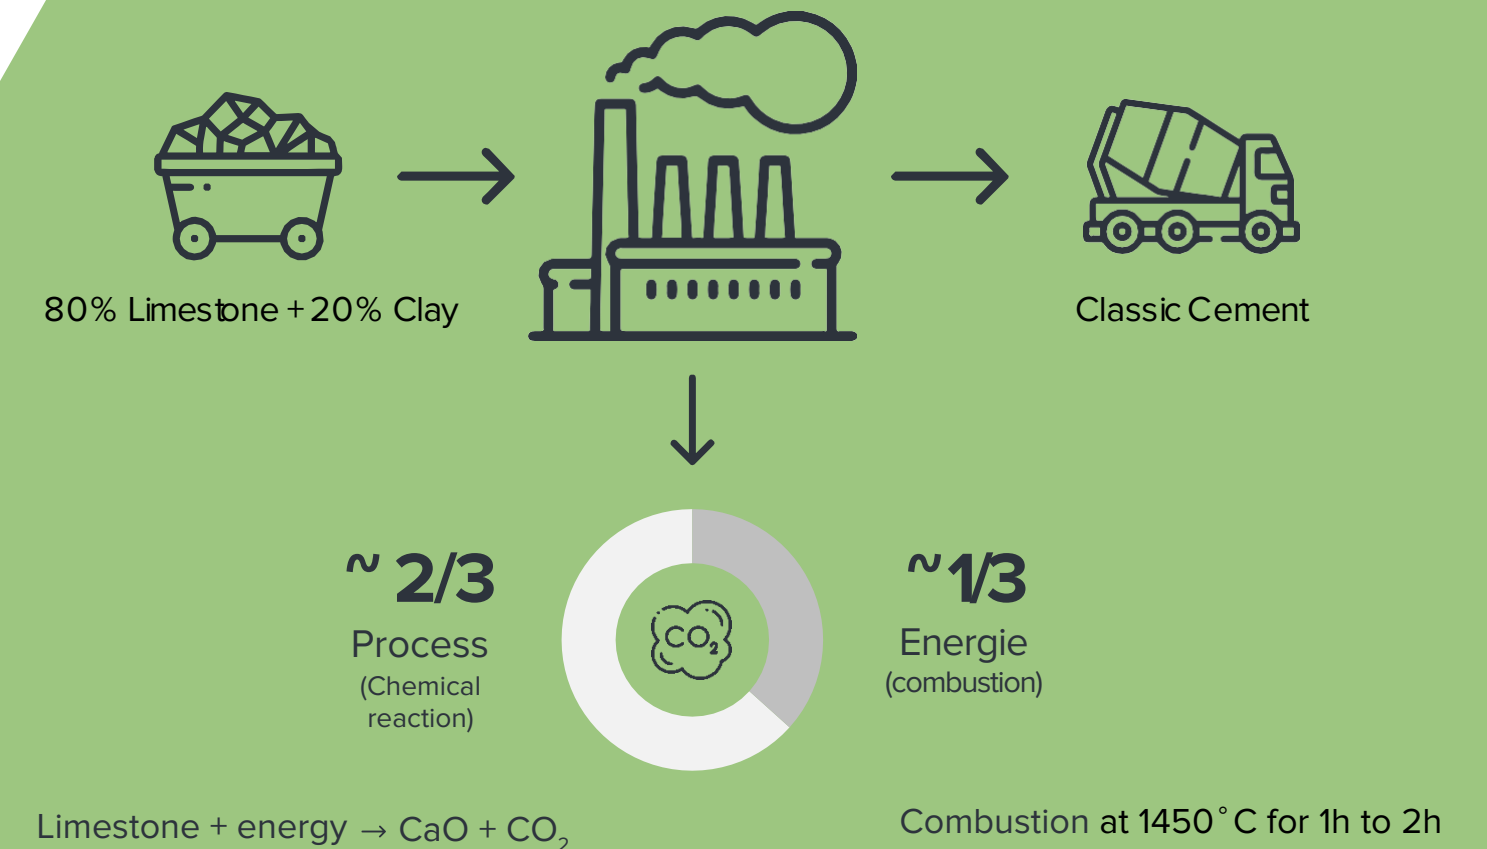 80% Limestone + 20% Clay
Classic Cement
~ 2/3
Process
(Chemical
reaction)
CO₂
~1/3
Energie
(combustion)
Limestone + energy → CaO + CO₂
Combustion at 1450°C for 1h to 2h